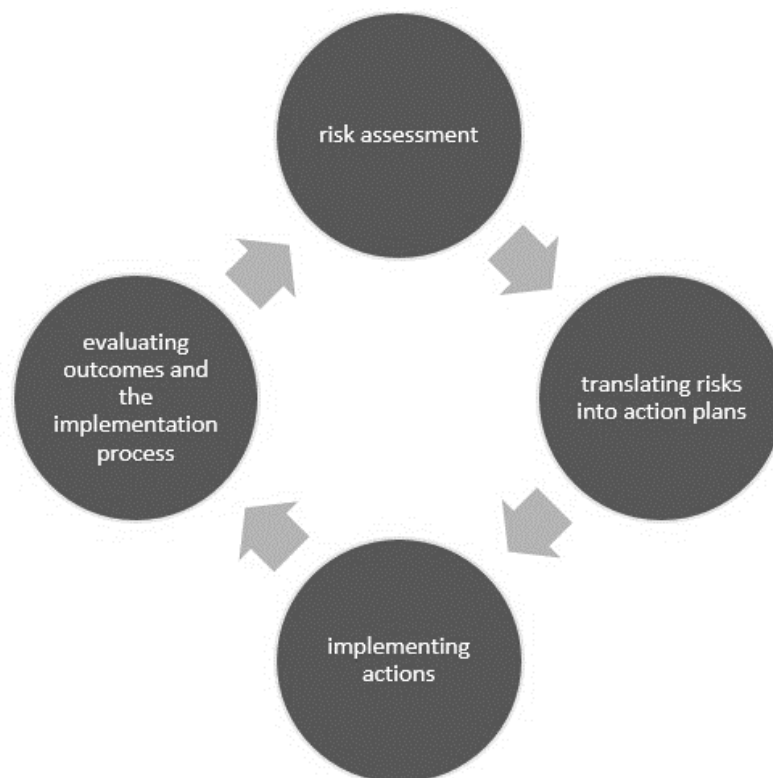 risk assessment
translating risks
into action plans
implementing
actions
evaluating
outcomes and
the
implementation
process